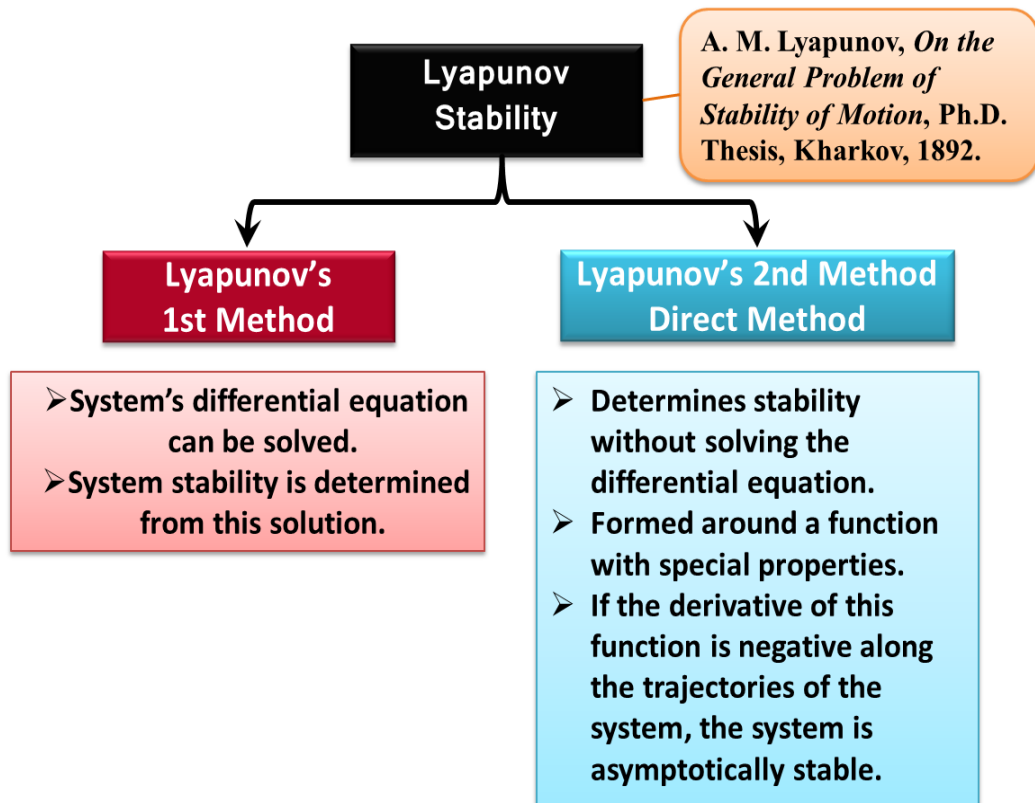 Lyapunov
Stability
A. M. Lyapunov, On the
General Problem of
Stability of Motion, Ph.D.
Thesis, Kharkov, 1892.
Lyapunov's
1st Method
➢System's differential equation
can be solved.
➢System stability is determined
from this solution.
Lyapunov's 2nd Method
Direct Method
➢ Determines stability
without solving the
differential equation.
➢ Formed around a function
with special properties.
➢ If the derivative of this
function is negative along
the trajectories of the
system, the system is
asymptotically stable.